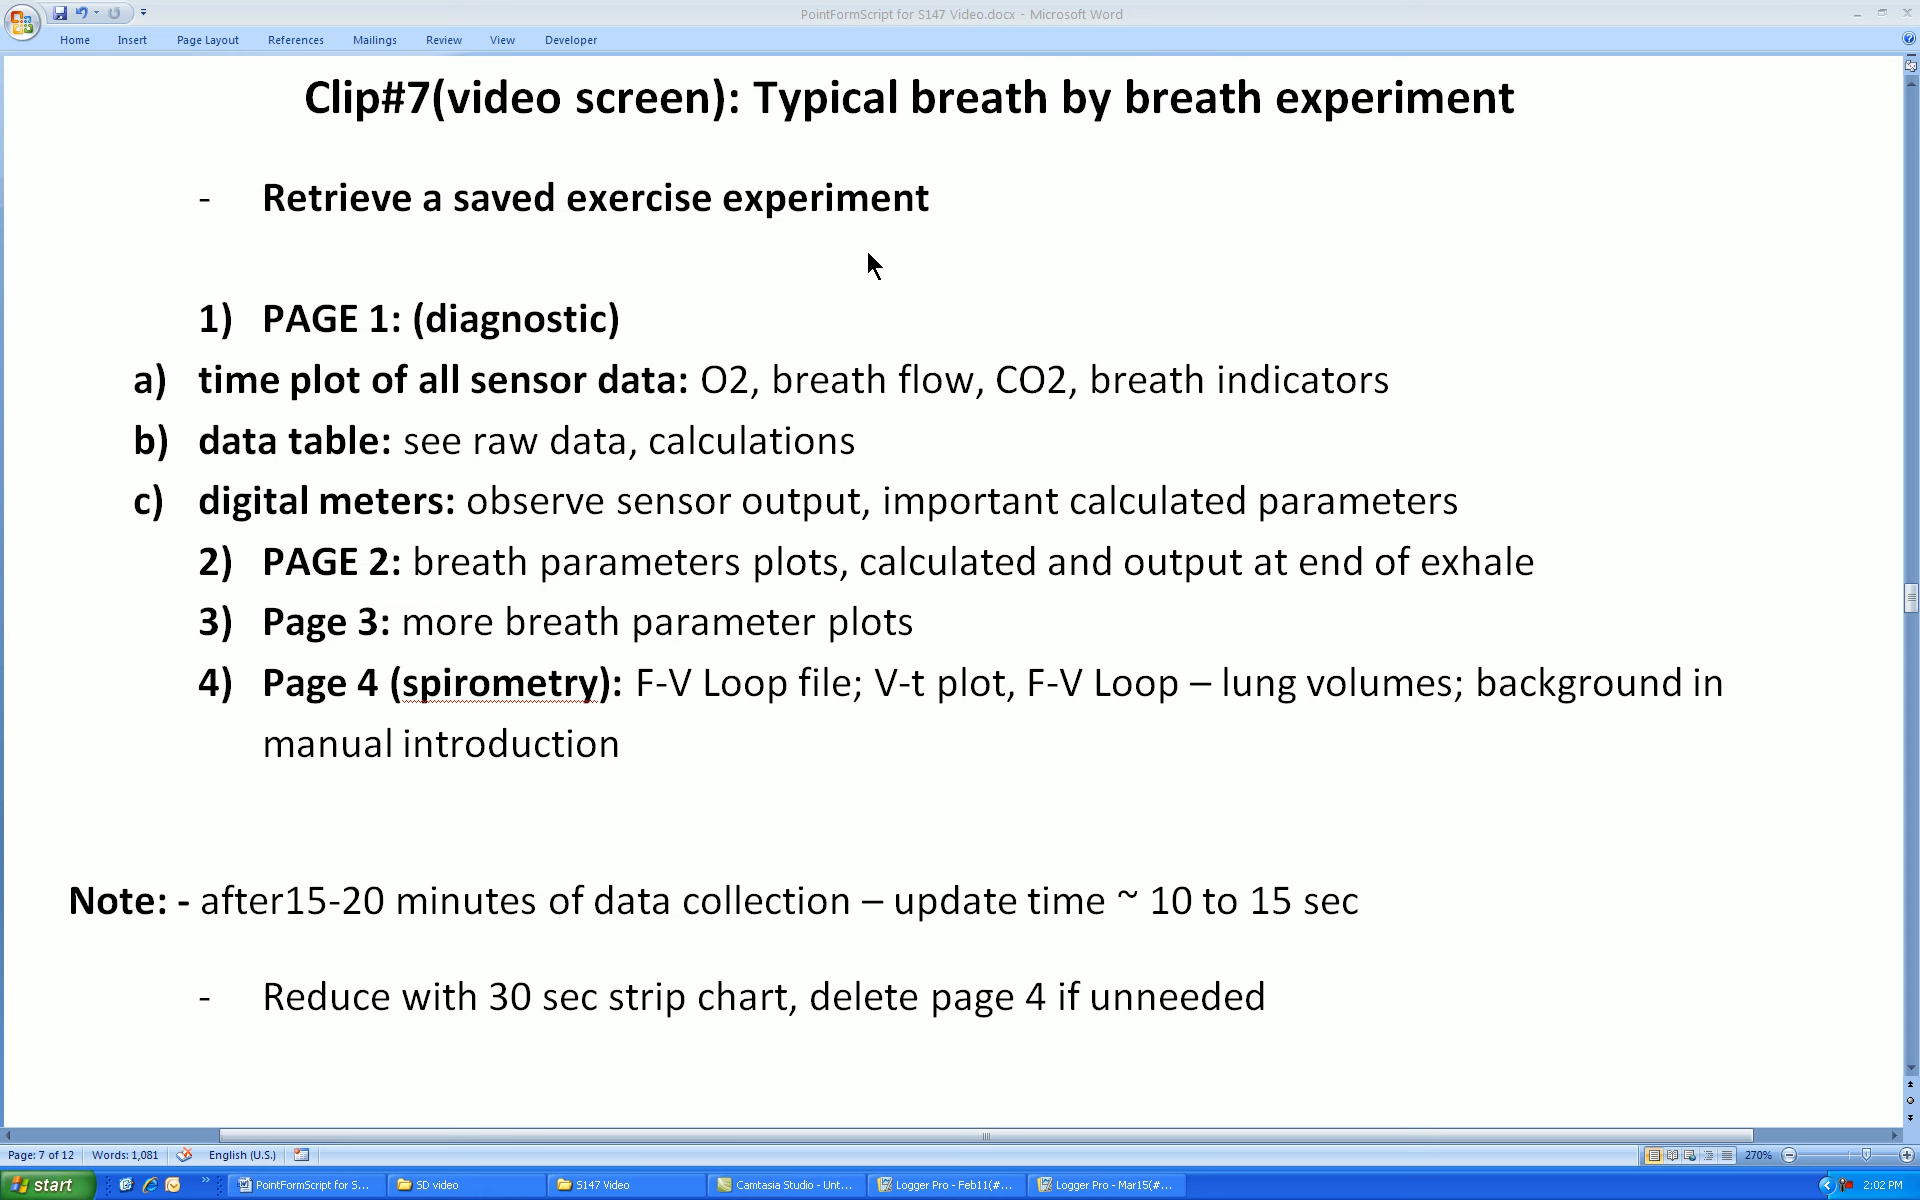 PointFormScript for S147 Video.docx - Microsoft Word
Home Insert Page Layout References Mailings Review View Developer
Clip#7(video screen): Typical breath by breath experiment
- Retrieve a saved exercise experiment
1) PAGE 1: (diagnostic)
a) time plot of all sensor data: O2, breath flow, CO2, breath indicators
b) data table: see raw data, calculations
c) digital meters: observe sensor output, important calculated parameters
2) PAGE 2: breath parameters plots, calculated and output at end of exhale
3) Page 3: more breath parameter plots
4) Page 4 (spirometry): F-V Loop file; V-t plot, F-V Loop – lung volumes; background in
manual introduction
Note: - after15-20 minutes of data collection – update time ~ 10 to 15 sec
- Reduce with 30 sec strip chart, delete page 4 if unneeded
Page: 7 of 12 Words: 1,081 English (U.S.) 270%
start PointFormScript for S... SD video S147 Video Camtasia Studio - Unt... Logger Pro - Feb11(#... Logger Pro - Mar15(#... 2:02 PM